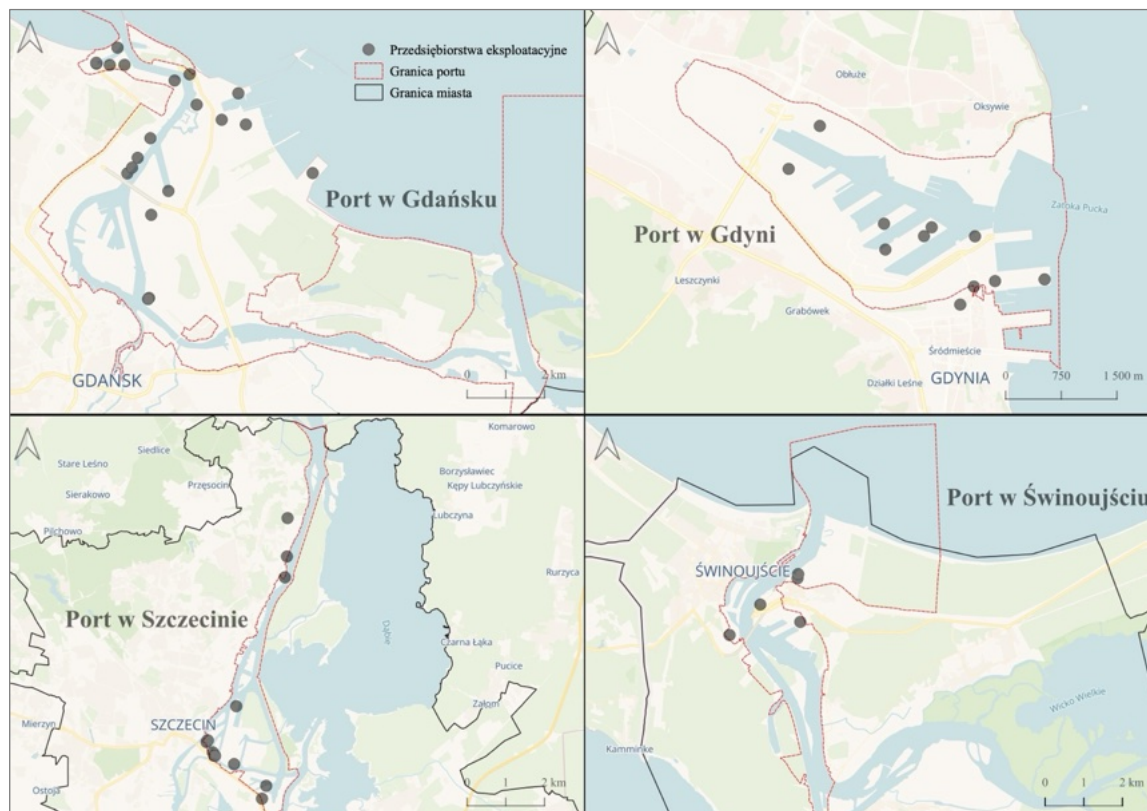 Przedsiębiorstwa eksploatacyjne
Granica portu
Granica miasta
Port w Gdańsku
GDAŃSK
0 1 2 km
Obłuże
Oksywie
Zatoka Pucka
Port w Gdyni
Leszczynki
Grabówek
Śródmieście
Działki Leśne
GDYNIA
0 750 1 500 m
Komarowo
Siedlice
Stare Leśno
Borzysławiec
Przęsocin
Kępy Lubczyńskie
Sierakowo
Lubczyna
Pilchowo
Rurzyca
Port w Szczecinie
Dąbie
Czarna Łąka
Pucice
Załom
Mierzyn
SZCZECIN
Ostoja
0 1 2 km
Port w Świnoujściu
ŚWINOUJŚCIE
Wicko Wielkie
Kamminke
0 1 2 km